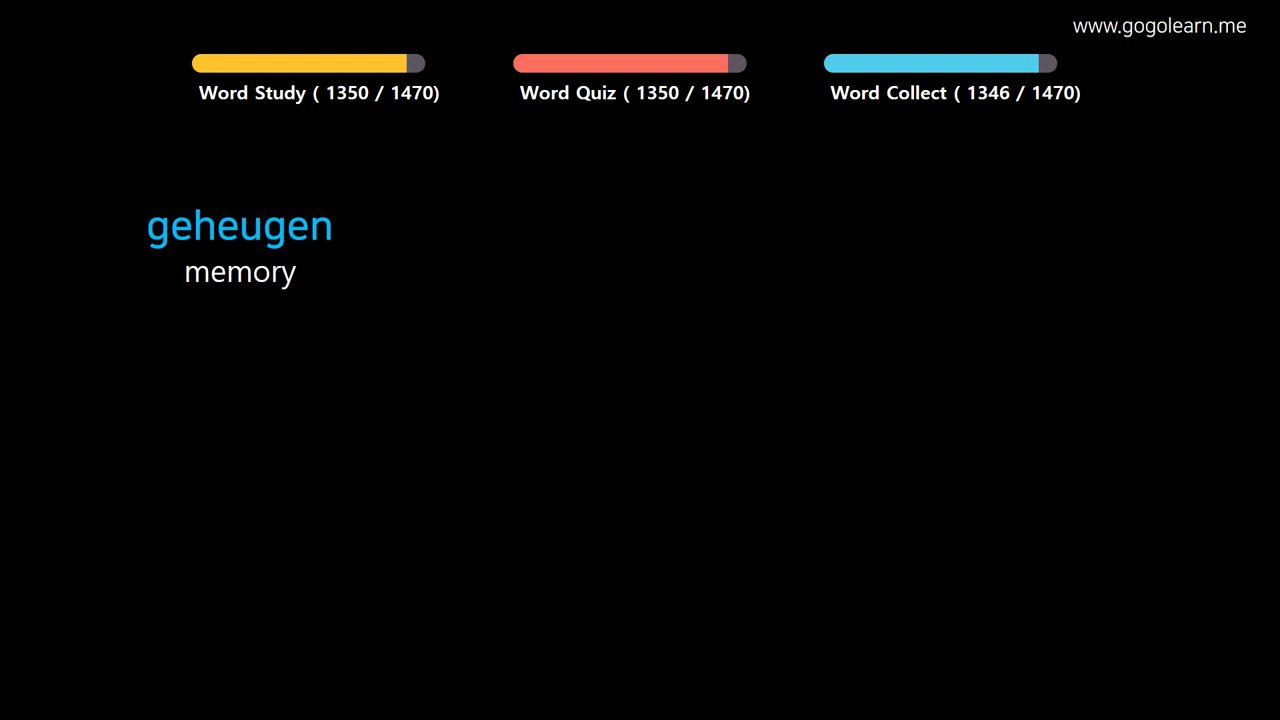 www.gogolearn.me
Word Study ( 1350 / 1470)
Word Quiz ( 1350 / 1470)
Word Collect ( 1346 / 1470)
geheugen
memory